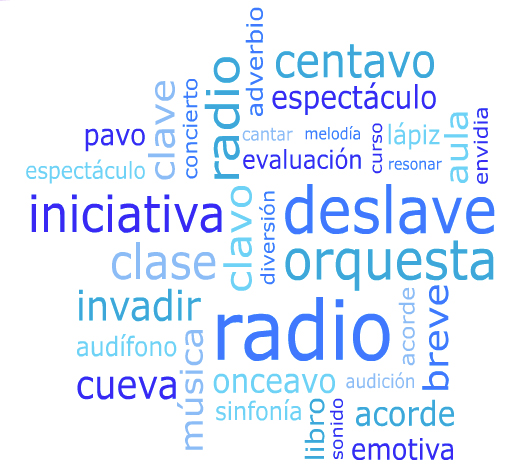 adverbio
centavo
radio
espectáculo
clave
concierto
pavo
cantar
melodía
curso
lápiz
aula
envidia
espectáculo
evaluación
resonar
iniciativa
clavo
diversión
deslave
clase
orquesta
invadir
radio
acorde
breve
audífono
música
cueva
onceavo
audición
sinfonía
libro
sonido
acorde
emotiva